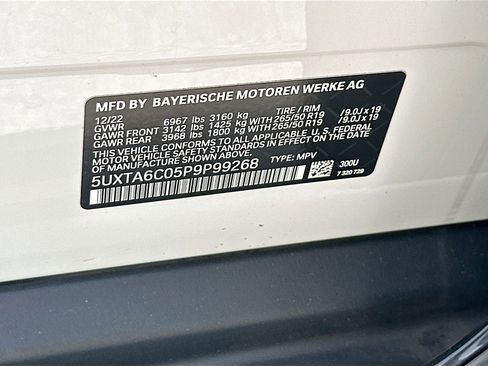 MFD BY BAYERISCHE MOTOREN WERKE AG
12/22 6967 lbs 3160 kg TIRE / RIM
GVWR
GAWR FRONT 3142 lbs 1425 kg WITH 265/50 R19 / 9.0J x 19
GAWR REAR 3968 lbs 1800 kg WITH 265/50 R19 / 9.0J x 19
THIS VEHICLE CONFORMS TO ALL APPLICABLE U.S. FEDERAL
MOTOR VEHICLE SAFETY AND THEFT PREVENTION STANDARDS
IN EFFECT ON THE DATE OF
MANUFACTURE SHOWN ABOVE.
5UXTA6C05P9P99268 TYPE: MPV
300U
7 320 729